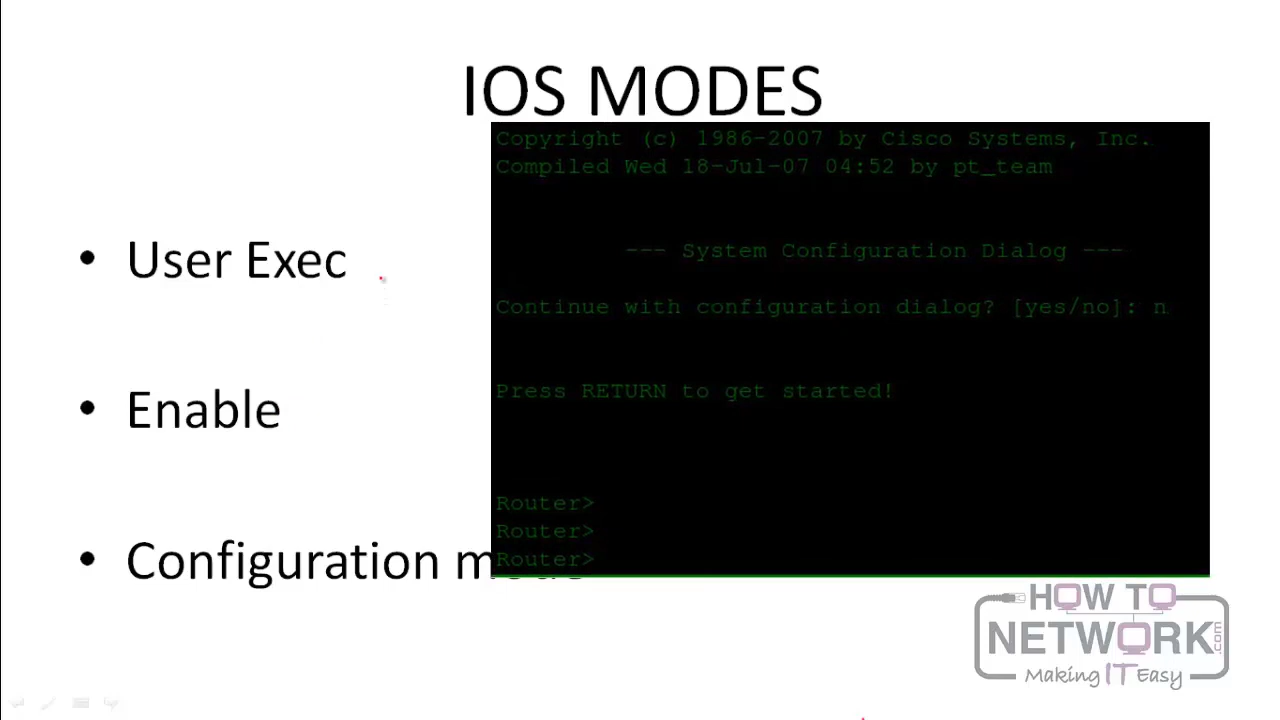 IOS MODES
• User Exec
• Enable
• Configuration mode
Copyright (c) 1986-2007 by Cisco Systems, Inc.
Compiled Wed 18-Jul-07 04:52 by pt_team
--- System Configuration Dialog ---
Continue with configuration dialog? [yes/no]: n
Press RETURN to get started!
Router>
Router>
Router>
HOW TO
NETWORK.com
Making IT Easy